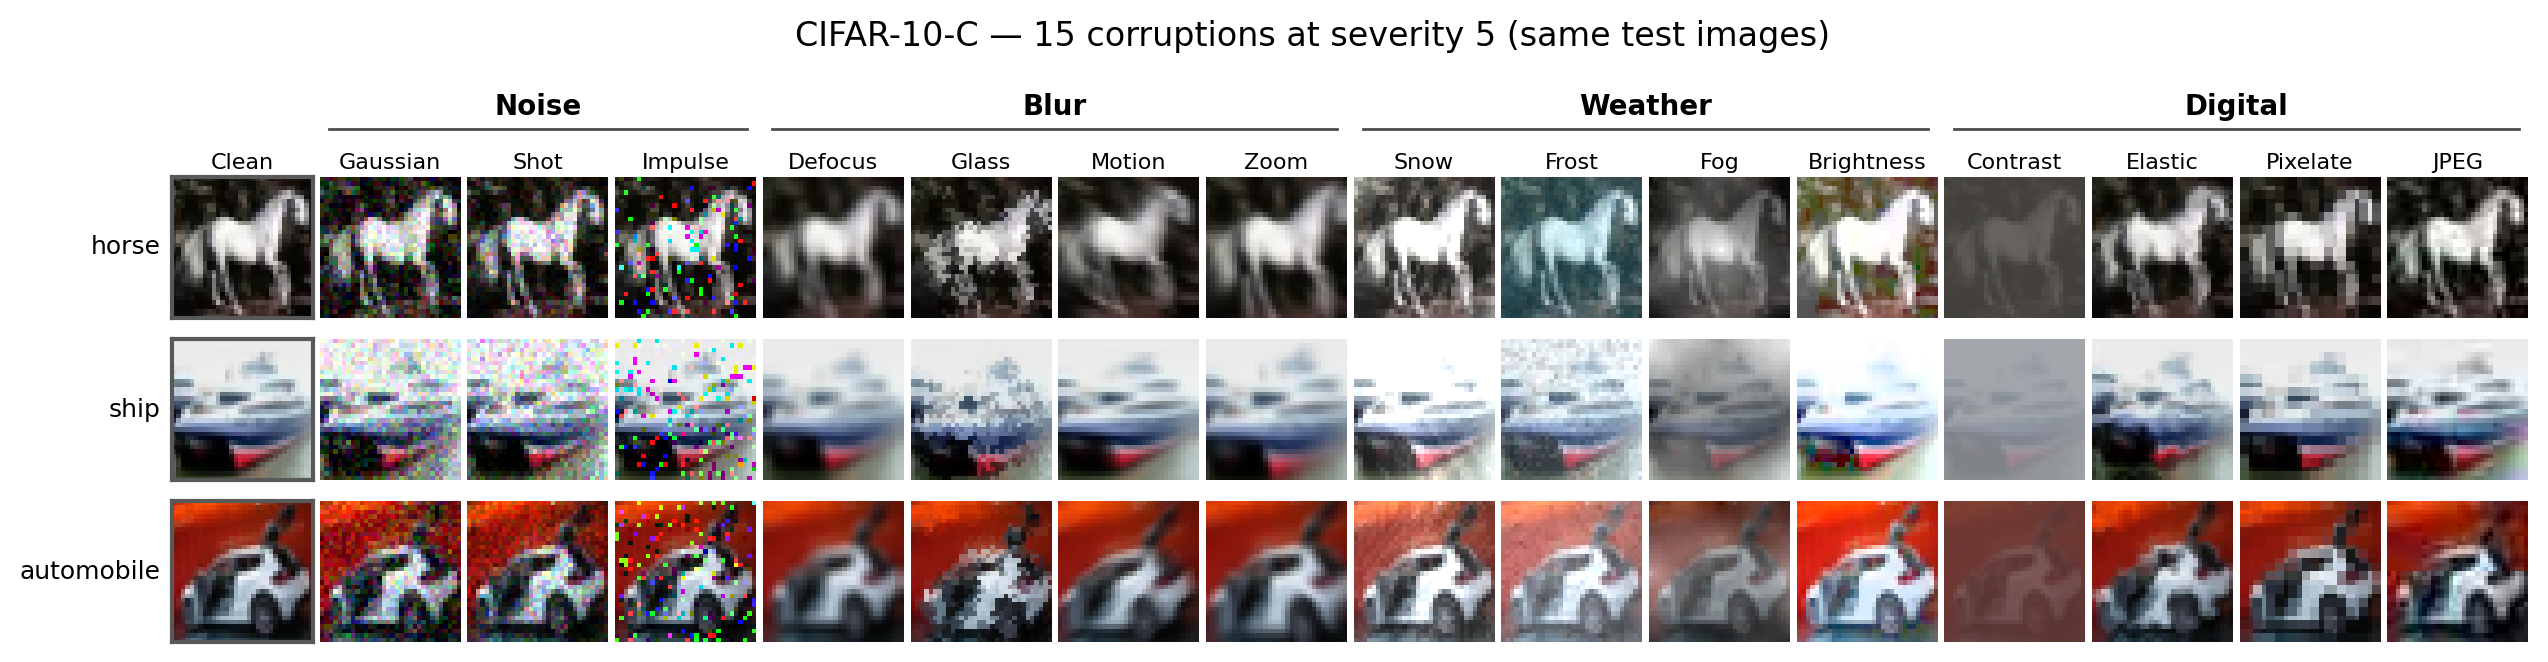 CIFAR-10-C — 15 corruptions at severity 5 (same test images)
Noise Blur Weather Digital
Clean Gaussian Shot Impulse Defocus Glass Motion Zoom Snow Frost Fog Brightness Contrast Elastic Pixelate JPEG
horse
ship
automobile